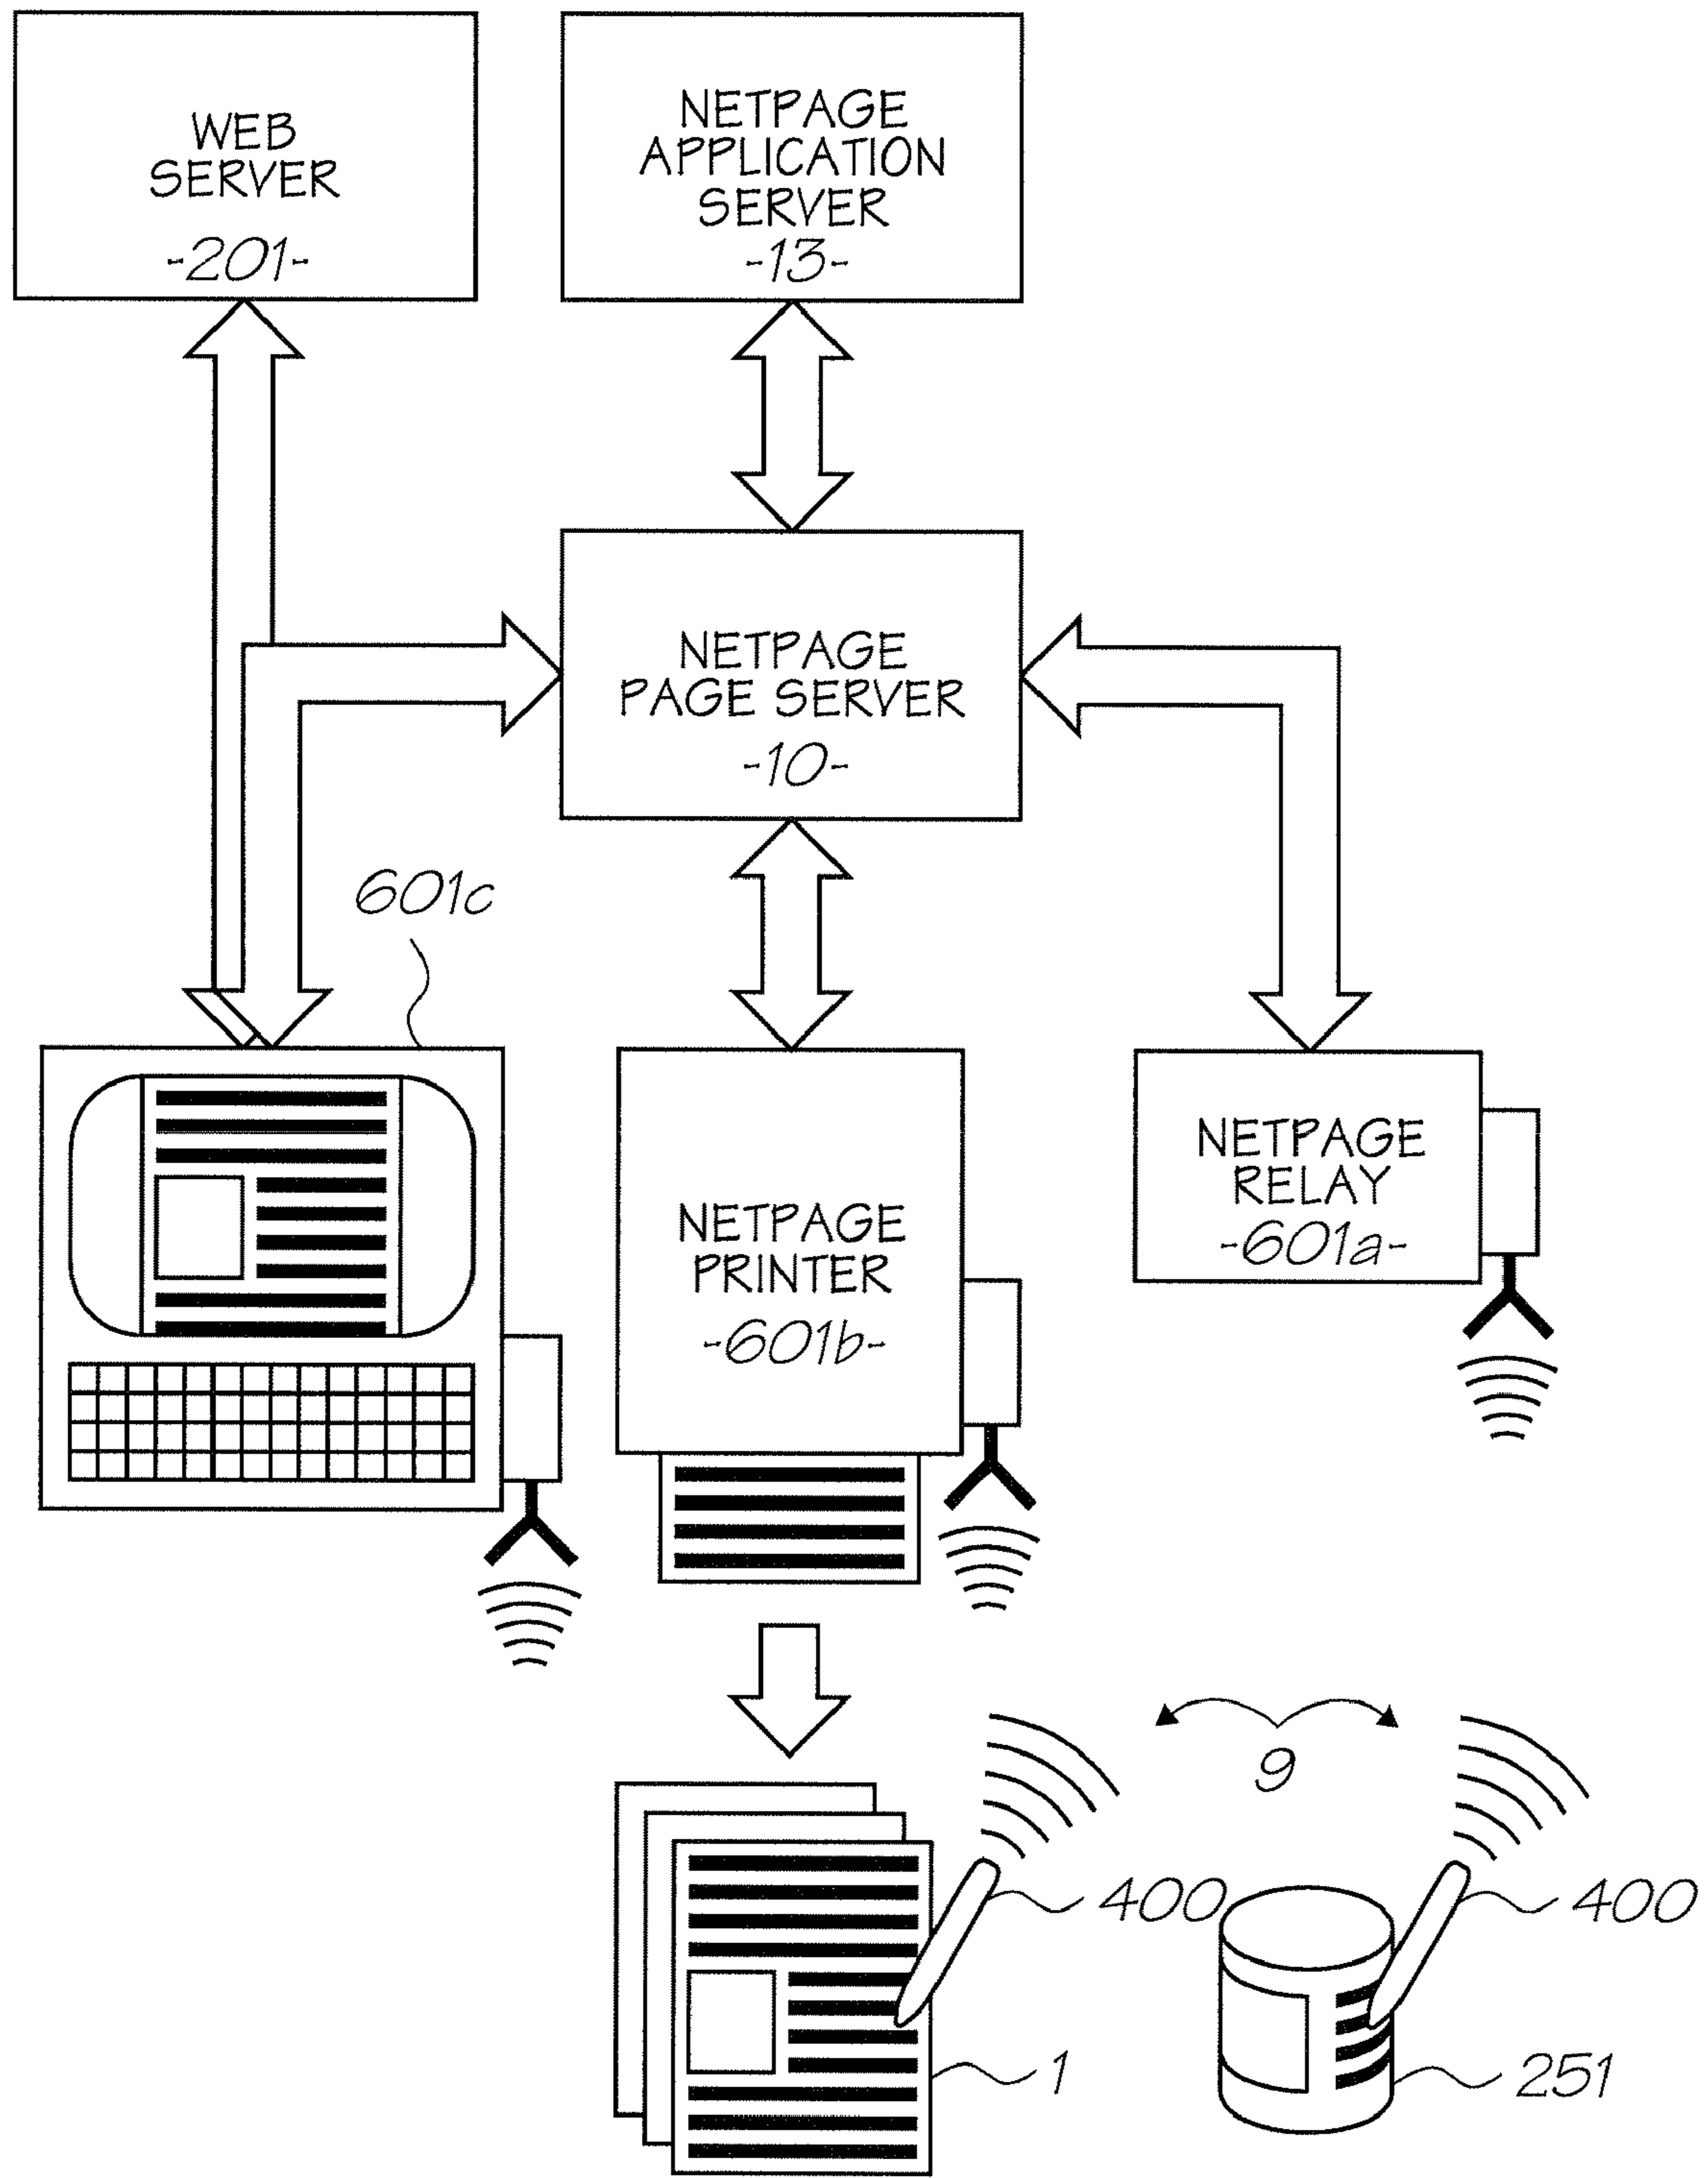 WEB
SERVER
-201-
NETPAGE
APPLICATION
SERVER
-13-
NETPAGE
PAGE SERVER
-10-
601c
NETPAGE
PRINTER
-601b-
NETPAGE
RELAY
-601a-
9
400
400
1
251